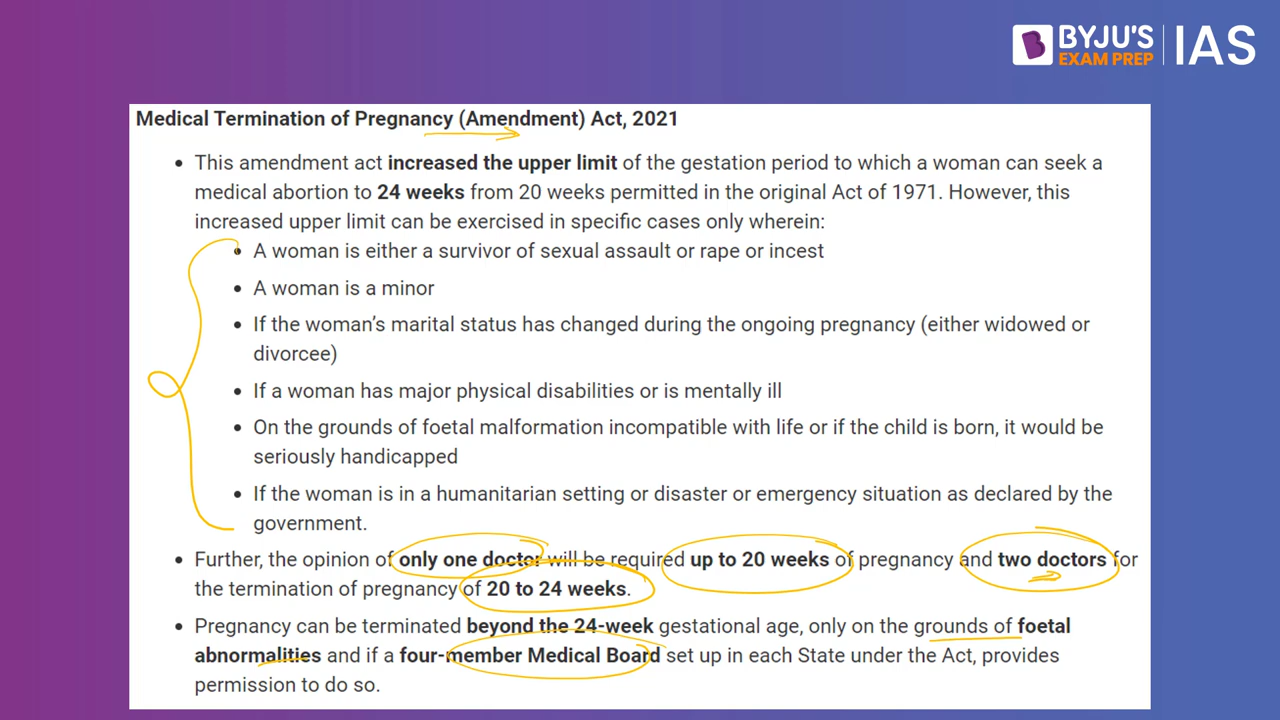 BYJU'S
EXAM PREP
IAS
Medical Termination of Pregnancy (Amendment) Act, 2021
• This amendment act increased the upper limit of the gestation period to which a woman can seek a
medical abortion to 24 weeks from 20 weeks permitted in the original Act of 1971. However, this
increased upper limit can be exercised in specific cases only wherein:
• A woman is either a survivor of sexual assault or rape or incest
• A woman is a minor
• If the woman’s marital status has changed during the ongoing pregnancy (either widowed or
divorcee)
• If a woman has major physical disabilities or is mentally ill
• On the grounds of foetal malformation incompatible with life or if the child is born, it would be
seriously handicapped
• If the woman is in a humanitarian setting or disaster or emergency situation as declared by the
government.
• Further, the opinion of only one doctor will be required up to 20 weeks of pregnancy and two doctors for
the termination of pregnancy of 20 to 24 weeks.
• Pregnancy can be terminated beyond the 24-week gestational age, only on the grounds of foetal
abnormalities and if a four-member Medical Board set up in each State under the Act, provides
permission to do so.